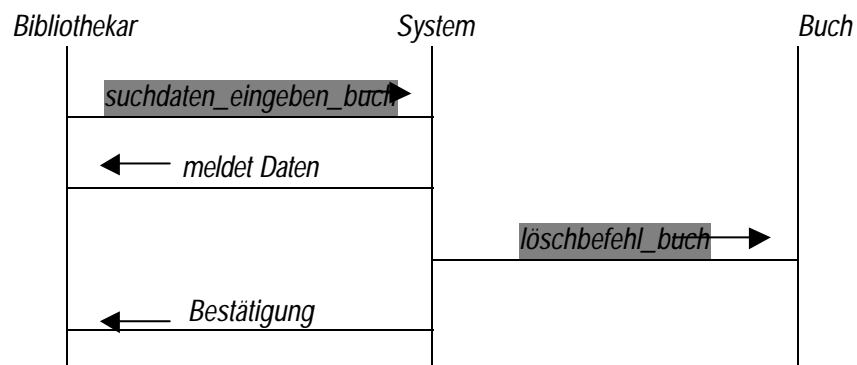 Bibliothekar
System
Buch
suchdaten_eingeben_buch
meldet Daten
löschbefehl_buch
Bestätigung